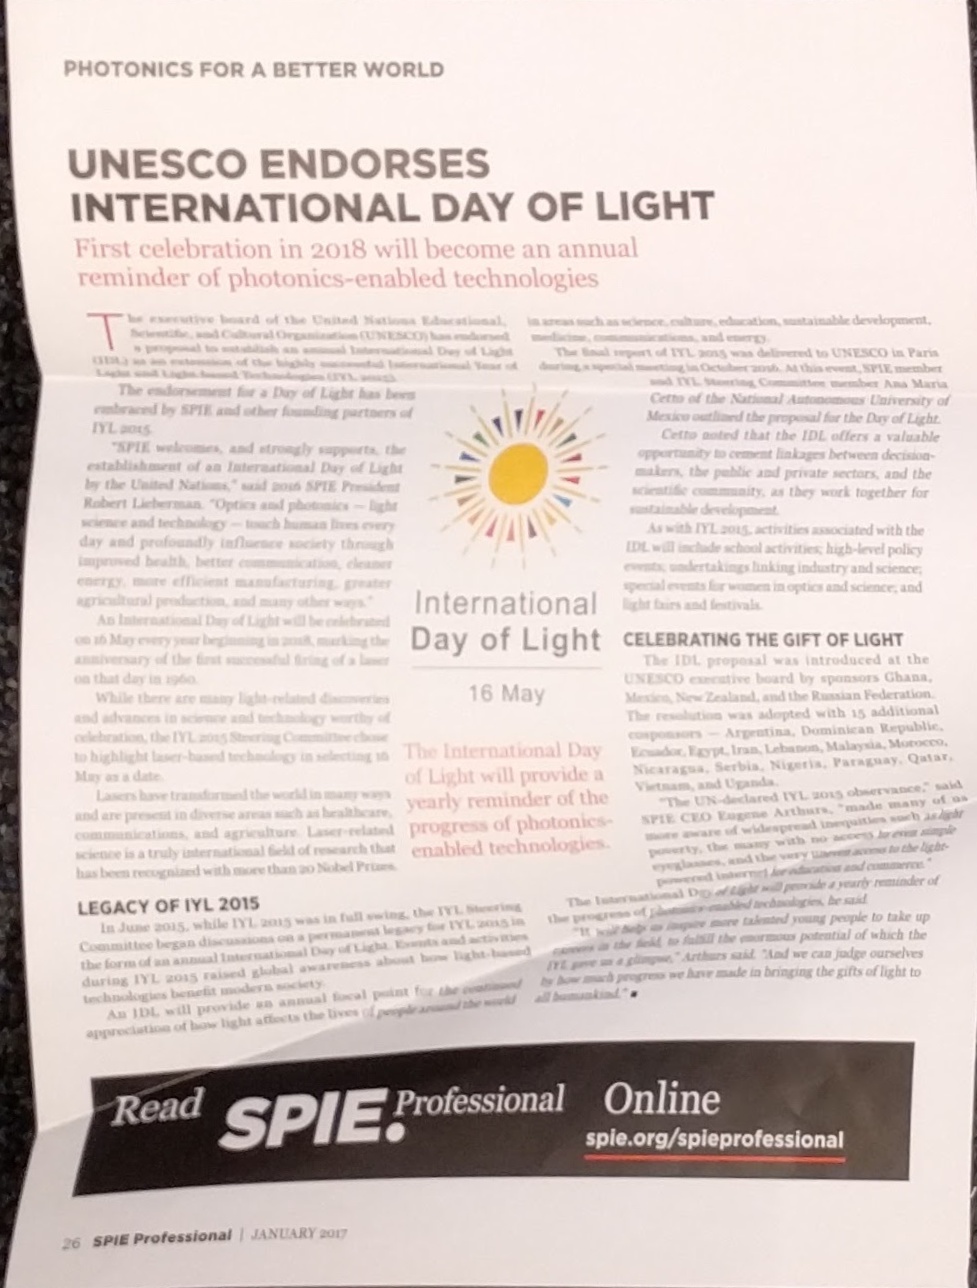 PHOTONICS FOR A BETTER WORLD
UNESCO ENDORSES
INTERNATIONAL DAY OF LIGHT
First celebration in 2018 will become an annual
reminder of photonics-enabled technologies
The executive board of the United Nations Educational,
Scientific, and Cultural Organization (UNESCO) has endorsed
a proposal to establish an annual International Day of Light
(IDL) as an extension of the highly successful International Year of
Light and Light-based Technologies (IYL 2015).
The endorsement for a Day of Light has been
embraced by SPIE and other founding partners of
IYL 2015.
"SPIE welcomes, and strongly supports, the
establishment of an International Day of Light
by the United Nations," said 2016 SPIE President
Robert Lieberman. "Optics and photonics — light
science and technology — touch human lives every
day and profoundly influence society through
improved health, better communication, cleaner
energy, more efficient manufacturing, greater
agricultural production, and many other ways."
An International Day of Light will be celebrated
on 16 May every year beginning in 2018, marking the
anniversary of the first successful firing of a laser
on that day in 1960.
While there are many light-related discoveries
and advances in science and technology worthy of
celebration, the IYL 2015 Steering Committee chose
to highlight laser-based technology in selecting 16
May as a date.
Lasers have transformed the world in many ways
and are present in diverse areas such as healthcare,
communications, and agriculture. Laser-related
science is a truly international field of research that
has been recognized with more than 20 Nobel Prizes.
LEGACY OF IYL 2015
In June 2015, while IYL 2015 was in full swing, the IYL Steering
Committee began discussions on a permanent legacy for IYL 2015 in
the form of an annual International Day of Light. Events and activities
during IYL 2015 raised global awareness about how light-based
technologies benefit modern society.
An IDL will provide an annual focal point for the continued
appreciation of how light affects the lives of people around the world
International
Day of Light
16 May
The International Day
of Light will provide a
yearly reminder of the
progress of photonics-
enabled technologies.
in areas such as science, culture, education, sustainable development,
medicine, communications, and energy.
The final report of IYL 2015 was delivered to UNESCO in Paris
during a special meeting in October 2016. At this event, SPIE member
and IYL Steering Committee member Ana Maria
Cetto of the National Autonomous University of
Mexico outlined the proposal for the Day of Light.
Cetto noted that the IDL offers a valuable
opportunity to cement linkages between decision-
makers, the public and private sectors, and the
scientific community, as they work together for
sustainable development.
As with IYL 2015, activities associated with the
IDL will include school activities; high-level policy
events; undertakings linking industry and science;
special events for women in optics and science; and
light fairs and festivals.
CELEBRATING THE GIFT OF LIGHT
The IDL proposal was introduced at the
UNESCO executive board by sponsors Ghana,
Mexico, New Zealand, and the Russian Federation.
The resolution was adopted with 15 additional
cosponsors — Argentina, Dominican Republic,
Ecuador, Egypt, Iran, Lebanon, Malaysia, Morocco,
Nicaragua, Serbia, Nigeria, Paraguay, Qatar,
Vietnam, and Uganda.
"The UN-declared IYL 2015 observance," said
SPIE CEO Eugene Arthurs, "made many of us
more aware of widespread inequities such as light
poverty, the many with no access to even simple
eyeglasses, and the very uneven access to the light-
powered internet for education and commerce."
The International Day of Light will provide a yearly reminder of
the progress of photonics-enabled technologies, he said.
"It will help us inspire more talented young people to take up
careers in the field, to fulfill the enormous potential of which the
IYL gave us a glimpse," Arthurs said. "And we can judge ourselves
by how much progress we have made in bringing the gifts of light to
all humankind." ■
Read SPIE. Professional Online
spie.org/spieprofessional
26 SPIE Professional | JANUARY 2017